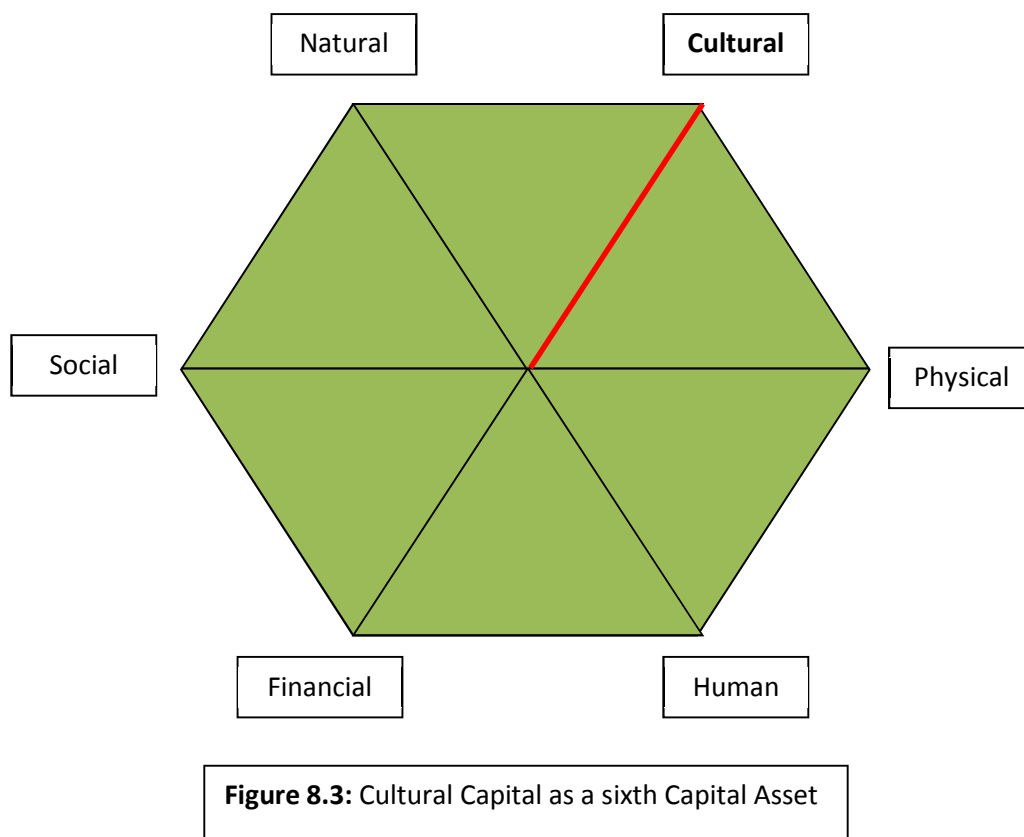 Natural
Cultural
Social
Physical
Financial
Human
Figure 8.3: Cultural Capital as a sixth Capital Asset